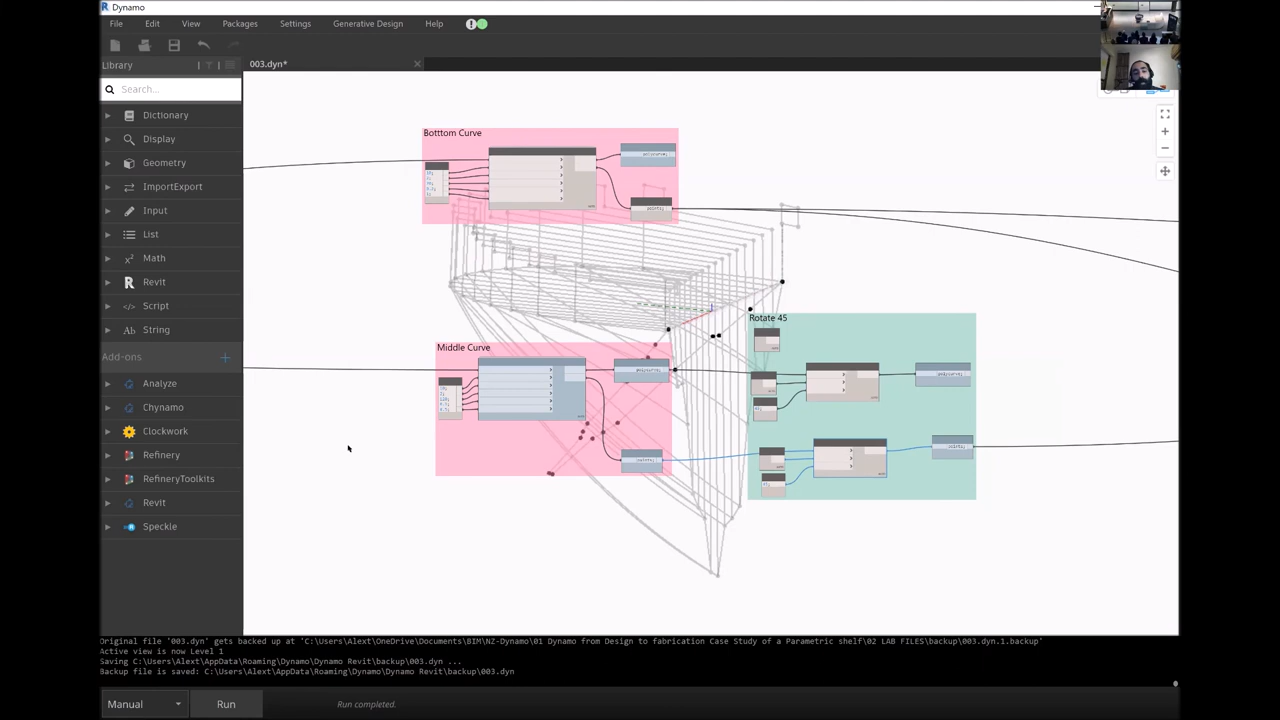 Dynamo
File Edit View Packages Settings Generative Design Help
Library
003.dyn*
Search...
Dictionary
Display
Geometry
ImportExport
Input
List
Math
Revit
Script
String
Add-ons
Analyze
Chynamo
Clockwork
Refinery
RefineryToolkits
Revit
Speckle
Botttom Curve
Middle Curve
Rotate 45
Original file '003.dyn' gets backed up at 'C:\Users\Alext\OneDrive\Documents\BIM\NZ-Dynamo\01 Dynamo from Design to fabrication Case Study of a Parametric shelf\02 LAB FILES\backup\003.dyn.1.backup'
Active view is now Level 1
Saving C:\Users\Alext\AppData\Roaming\Dynamo\Dynamo Revit\backup\003.dyn ...
Backup file is saved: C:\Users\Alext\AppData\Roaming\Dynamo\Dynamo Revit\backup\003.dyn
Manual
Run
Run completed.